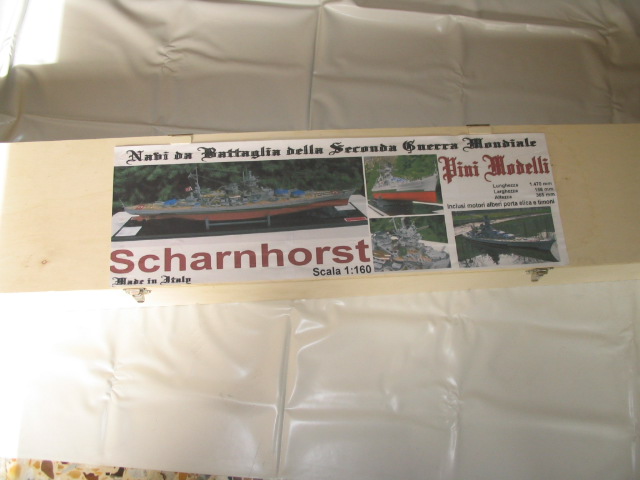 Navi da Battaglia della Seconda Guerra Mondiale
Pini Modelli
Lunghezza 1.470 mm
Larghezza 186 mm
Altezza 365 mm
inclusi motori alberi porta elica e timoni
Scharnhorst
Scala 1:160
Made in Italy